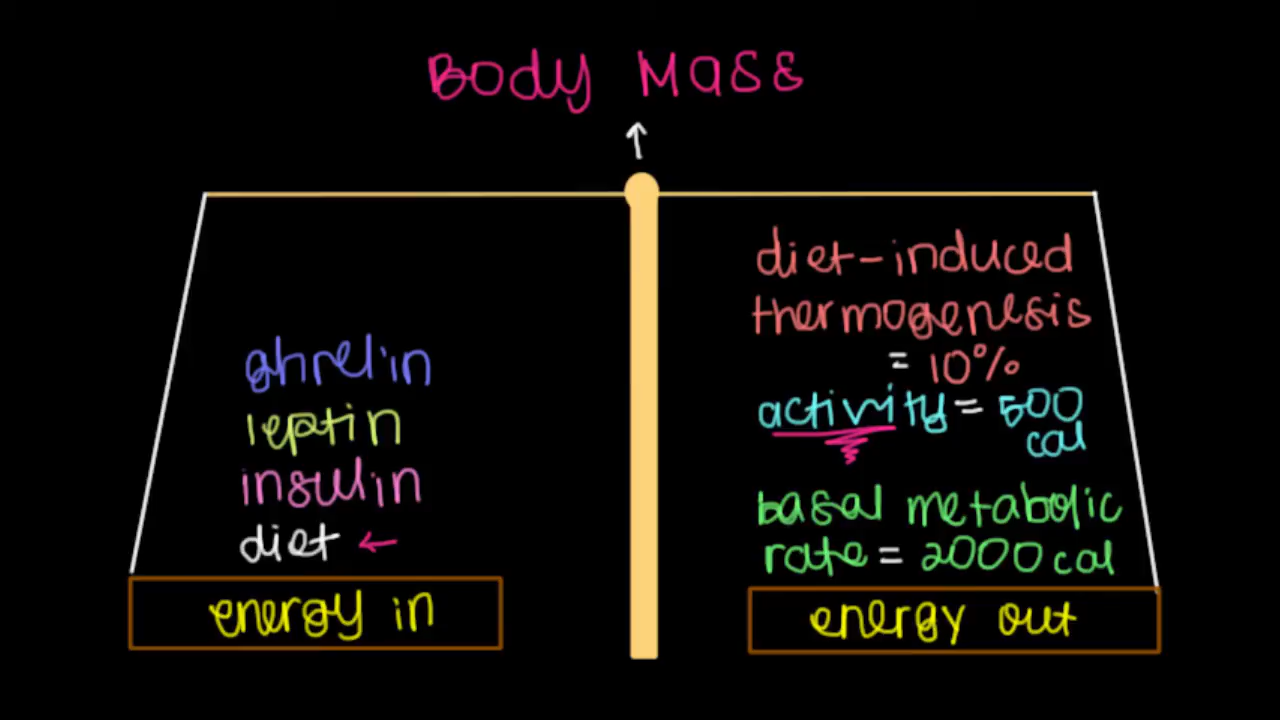 Body Mass
ghrelin
leptin
insulin
diet
energy in
diet-induced
thermogenesis
= 10%
activity = 500
cal
basal metabolic
rate = 2000 cal
energy out